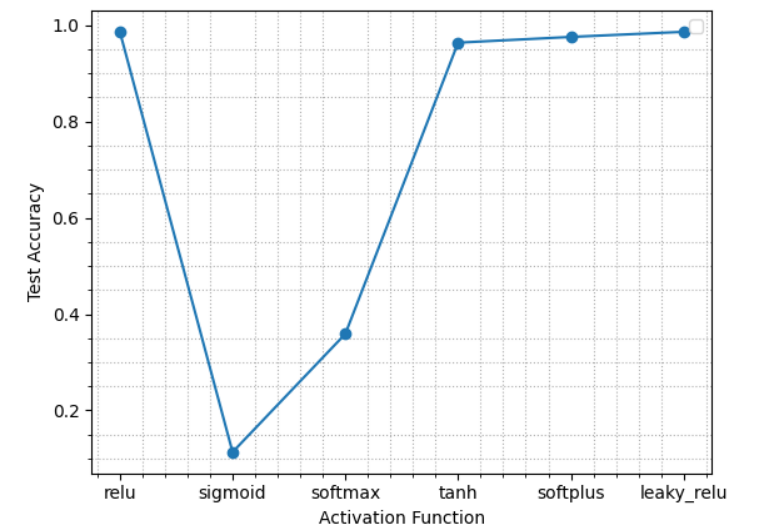 1.0
0.8
0.6
0.4
0.2
Test Accuracy
relu sigmoid softmax tanh softplus leaky_relu
Activation Function